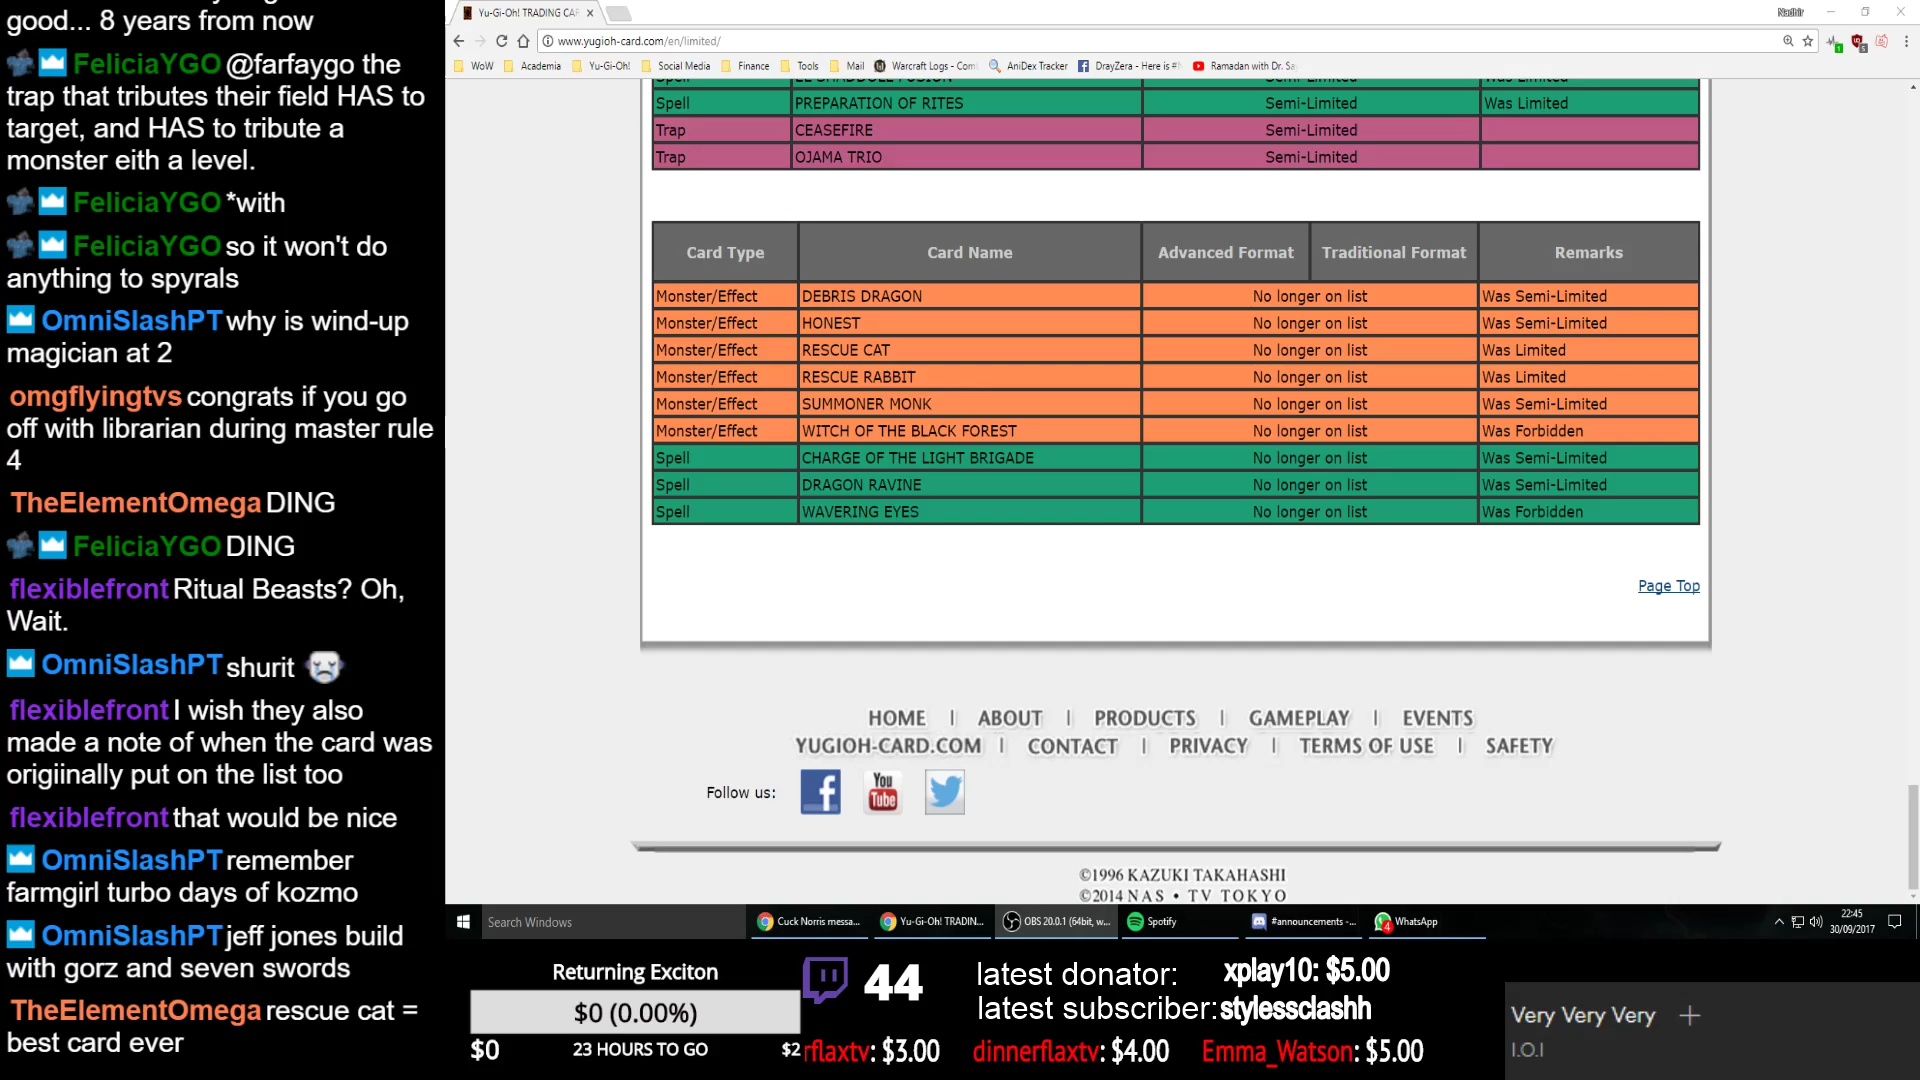 good... 8 years from now
FeliciaYGO @farfaygo the
trap that tributes their field HAS to
target, and HAS to tribute a
monster eith a level.
FeliciaYGO *with
FeliciaYGO so it won't do
anything to spyrals
OmniSlashPT why is wind-up
magician at 2
omgflyingtvs congrats if you go
off with librarian during master rule
4
TheElementOmega DING
FeliciaYGO DING
flexiblefront Ritual Beasts? Oh,
Wait.
OmniSlashPT shurit
flexiblefront I wish they also
made a note of when the card was
origiinally put on the list too
flexiblefront that would be nice
OmniSlashPT remember
farmgirl turbo days of kozmo
OmniSlashPT jeff jones build
with gorz and seven swords
TheElementOmega rescue cat =
best card ever
Yu-Gi-Oh! TRADING CAR
Nadhir
www.yugioh-card.com/en/limited/
WoW Academia Yu-Gi-Oh! Social Media Finance Tools Mail Warcraft Logs - Com AniDex Tracker DrayZera - Here is #N Ramadan with Dr. Sa
Spell PREPARATION OF RITES Semi-Limited Was Limited
Trap CEASEFIRE Semi-Limited
Trap OJAMA TRIO Semi-Limited
Card Type Card Name Advanced Format Traditional Format Remarks
Monster/Effect DEBRIS DRAGON No longer on list Was Semi-Limited
Monster/Effect HONEST No longer on list Was Semi-Limited
Monster/Effect RESCUE CAT No longer on list Was Limited
Monster/Effect RESCUE RABBIT No longer on list Was Limited
Monster/Effect SUMMONER MONK No longer on list Was Semi-Limited
Monster/Effect WITCH OF THE BLACK FOREST No longer on list Was Forbidden
Spell CHARGE OF THE LIGHT BRIGADE No longer on list Was Semi-Limited
Spell DRAGON RAVINE No longer on list Was Semi-Limited
Spell WAVERING EYES No longer on list Was Forbidden
Page Top
HOME | ABOUT | PRODUCTS | GAMEPLAY | EVENTS
YUGIOH-CARD.COM | CONTACT | PRIVACY | TERMS OF USE | SAFETY
Follow us:
You Tube
©1996 KAZUKI TAKAHASHI
©2014 NAS • TV TOKYO
Search Windows
Cuck Norris messa... Yu-Gi-Oh! TRADIN... OBS 20.0.1 (64bit, w... Spotify #announcements -... 4 WhatsApp
22:45
30/09/2017
Returning Exciton
$0 (0.00%)
$0 23 HOURS TO GO $2
44
latest donator: xplay10: $5.00
latest subscriber: stylessclashh
rflaxtv: $3.00 dinnerflaxtv: $4.00 Emma_Watson: $5.00
Very Very Very
I.O.I